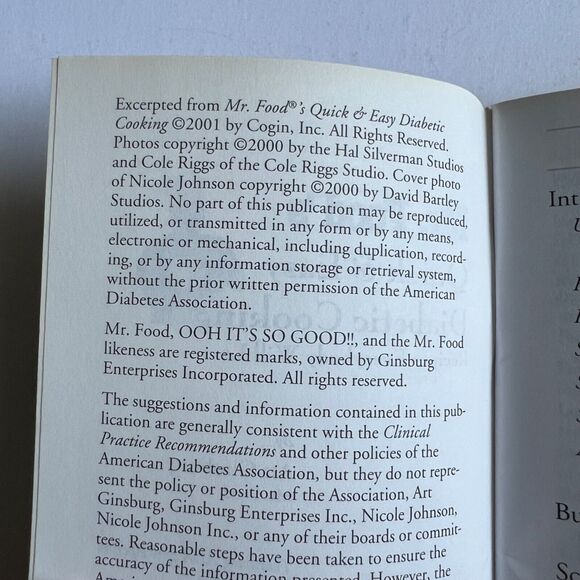 Excerpted from Mr. Food®'s Quick & Easy Diabetic
Cooking ©2001 by Cogin, Inc. All Rights Reserved.
Photos copyright ©2000 by the Hal Silverman Studios
and Cole Riggs of the Cole Riggs Studio. Cover photo
of Nicole Johnson copyright ©2000 by David Bartley
Studios. No part of this publication may be reproduced,
utilized, or transmitted in any form or by any means,
electronic or mechanical, including duplication, record-
ing, or by any information storage or retrieval system,
without the prior written permission of the American
Diabetes Association.
Mr. Food, OOH IT'S SO GOOD!!, and the Mr. Food
likeness are registered marks, owned by Ginsburg
Enterprises Incorporated. All rights reserved.
The suggestions and information contained in this pub-
lication are generally consistent with the Clinical
Practice Recommendations and other policies of the
American Diabetes Association, but they do not repre-
sent the policy or position of the Association, Art
Ginsburg, Ginsburg Enterprises Inc., Nicole Johnson,
Nicole Johnson Inc., or any of their boards or commit-
tees. Reasonable steps have been taken to ensure the
accuracy of the information presented. However, the
Int
Bu